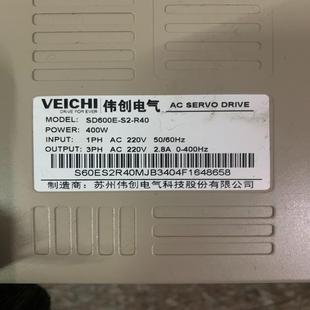 VEICHI 伟创电气 AC SERVO DRIVE
DRIVE FOR EVER
MODEL: SD600E-S2-R40
POWER: 400W
INPUT: 1PH AC 220V 50/60Hz
OUTPUT: 3PH AC 220V 2.8A 0-400Hz
S60ES2R40MJB3404F1648658
制造商：苏州伟创电气科技股份有限公司